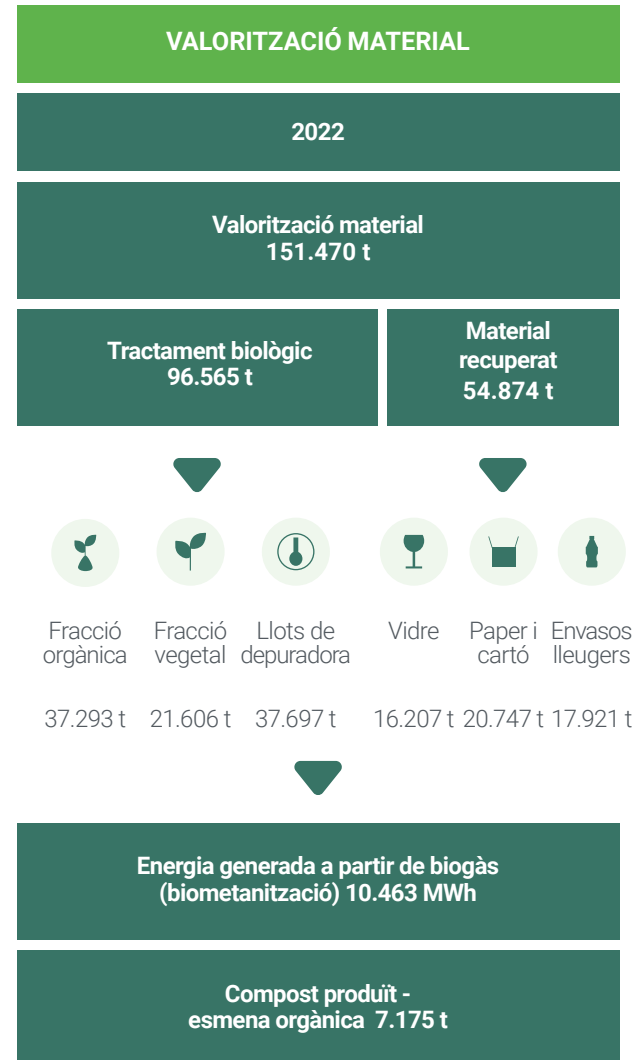 VALORITZACIÓ MATERIAL
2022
Valorització material
151.470 t
Tractament biològic
96.565 t
Material
recuperat
54.874 t
Fracció
orgànica
37.293 t
Fracció
vegetal
21.606 t
Llots de
depuradora
37.697 t
Vidre
16.207 t
Paper i
cartó
20.747 t
Envasos
lleugers
17.921 t
Energia generada a partir de biogàs
(biometanització) 10.463 MWh
Compost produït -
esmena orgànica 7.175 t